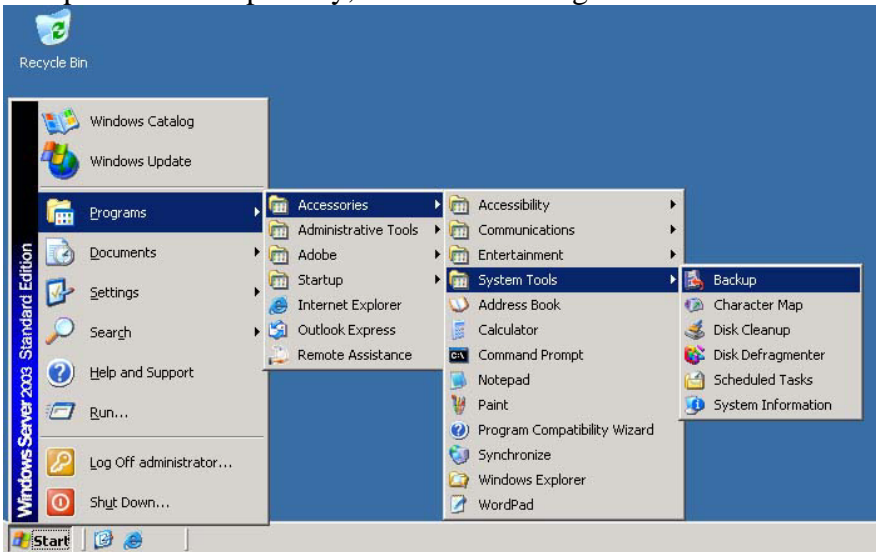 Recycle Bin
Windows Catalog
Windows Update
Programs
Documents
Settings
Search
Help and Support
Run...
Log Off administrator...
Shut Down...
Windows Server 2003 Standard Edition
Accessories
Administrative Tools
Adobe
Startup
Internet Explorer
Outlook Express
Remote Assistance
Accessibility
Communications
Entertainment
System Tools
Address Book
Calculator
Command Prompt
Notepad
Paint
Program Compatibility Wizard
Synchronize
Windows Explorer
WordPad
Backup
Character Map
Disk Cleanup
Disk Defragmenter
Scheduled Tasks
System Information
Start